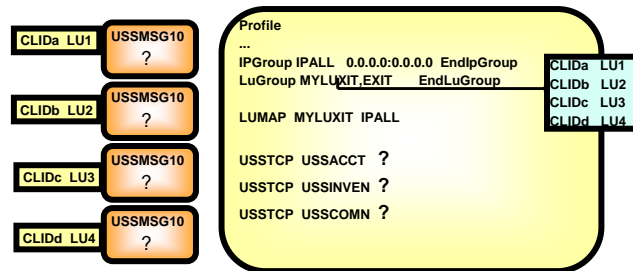 CLIDa LU1
USSMSG10
?
CLIDb LU2
USSMSG10
?
CLIDc LU3
USSMSG10
?
CLIDd LU4
USSMSG10
?
Profile
...
IPGroup IPALL 0.0.0.0:0.0.0.0 EndIpGroup
LuGroup MYLUXIT,EXIT EndLuGroup
LUMAP MYLUXIT IPALL
USSTCP USSACCT ?
USSTCP USSINVEN ?
USSTCP USSCOMN ?
CLIDa LU1
CLIDb LU2
CLIDc LU3
CLIDd LU4